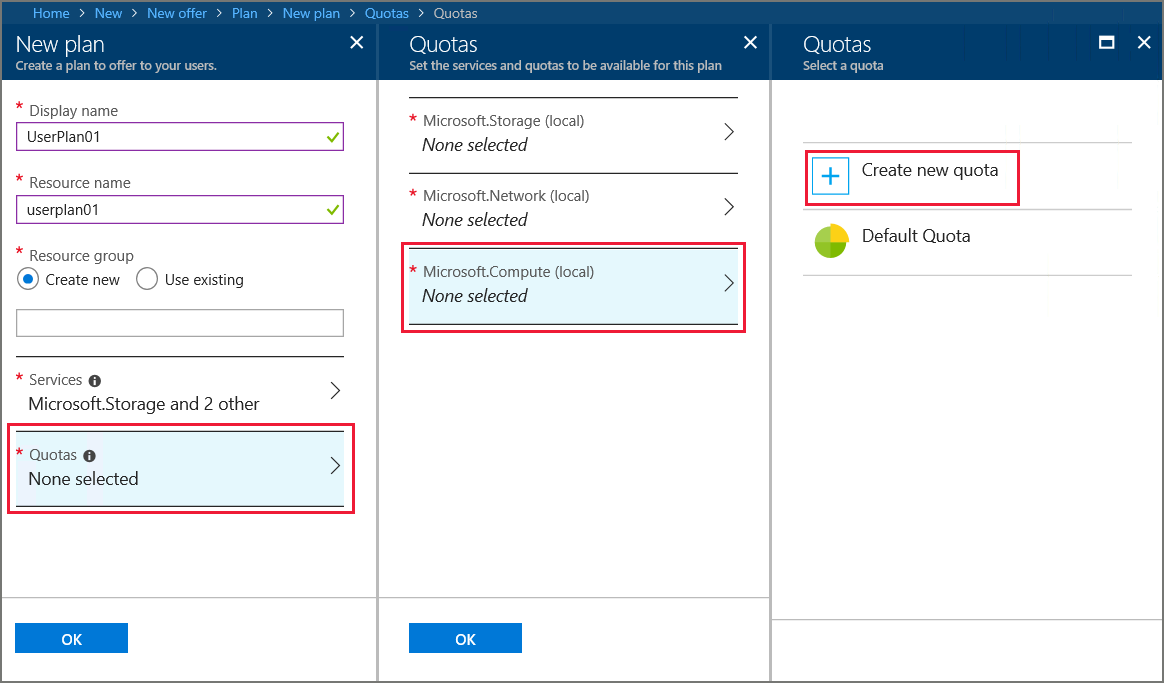 Home > New > New offer > Plan > New plan > Quotas > Quotas
New plan
Create a plan to offer to your users.
* Display name
UserPlan01
* Resource name
userplan01
* Resource group
Create new Use existing
* Services
Microsoft.Storage and 2 other
* Quotas
None selected
OK
Quotas
Set the services and quotas to be available for this plan
* Microsoft.Storage (local)
None selected
* Microsoft.Network (local)
None selected
* Microsoft.Compute (local)
None selected
OK
Quotas
Select a quota
Create new quota
Default Quota